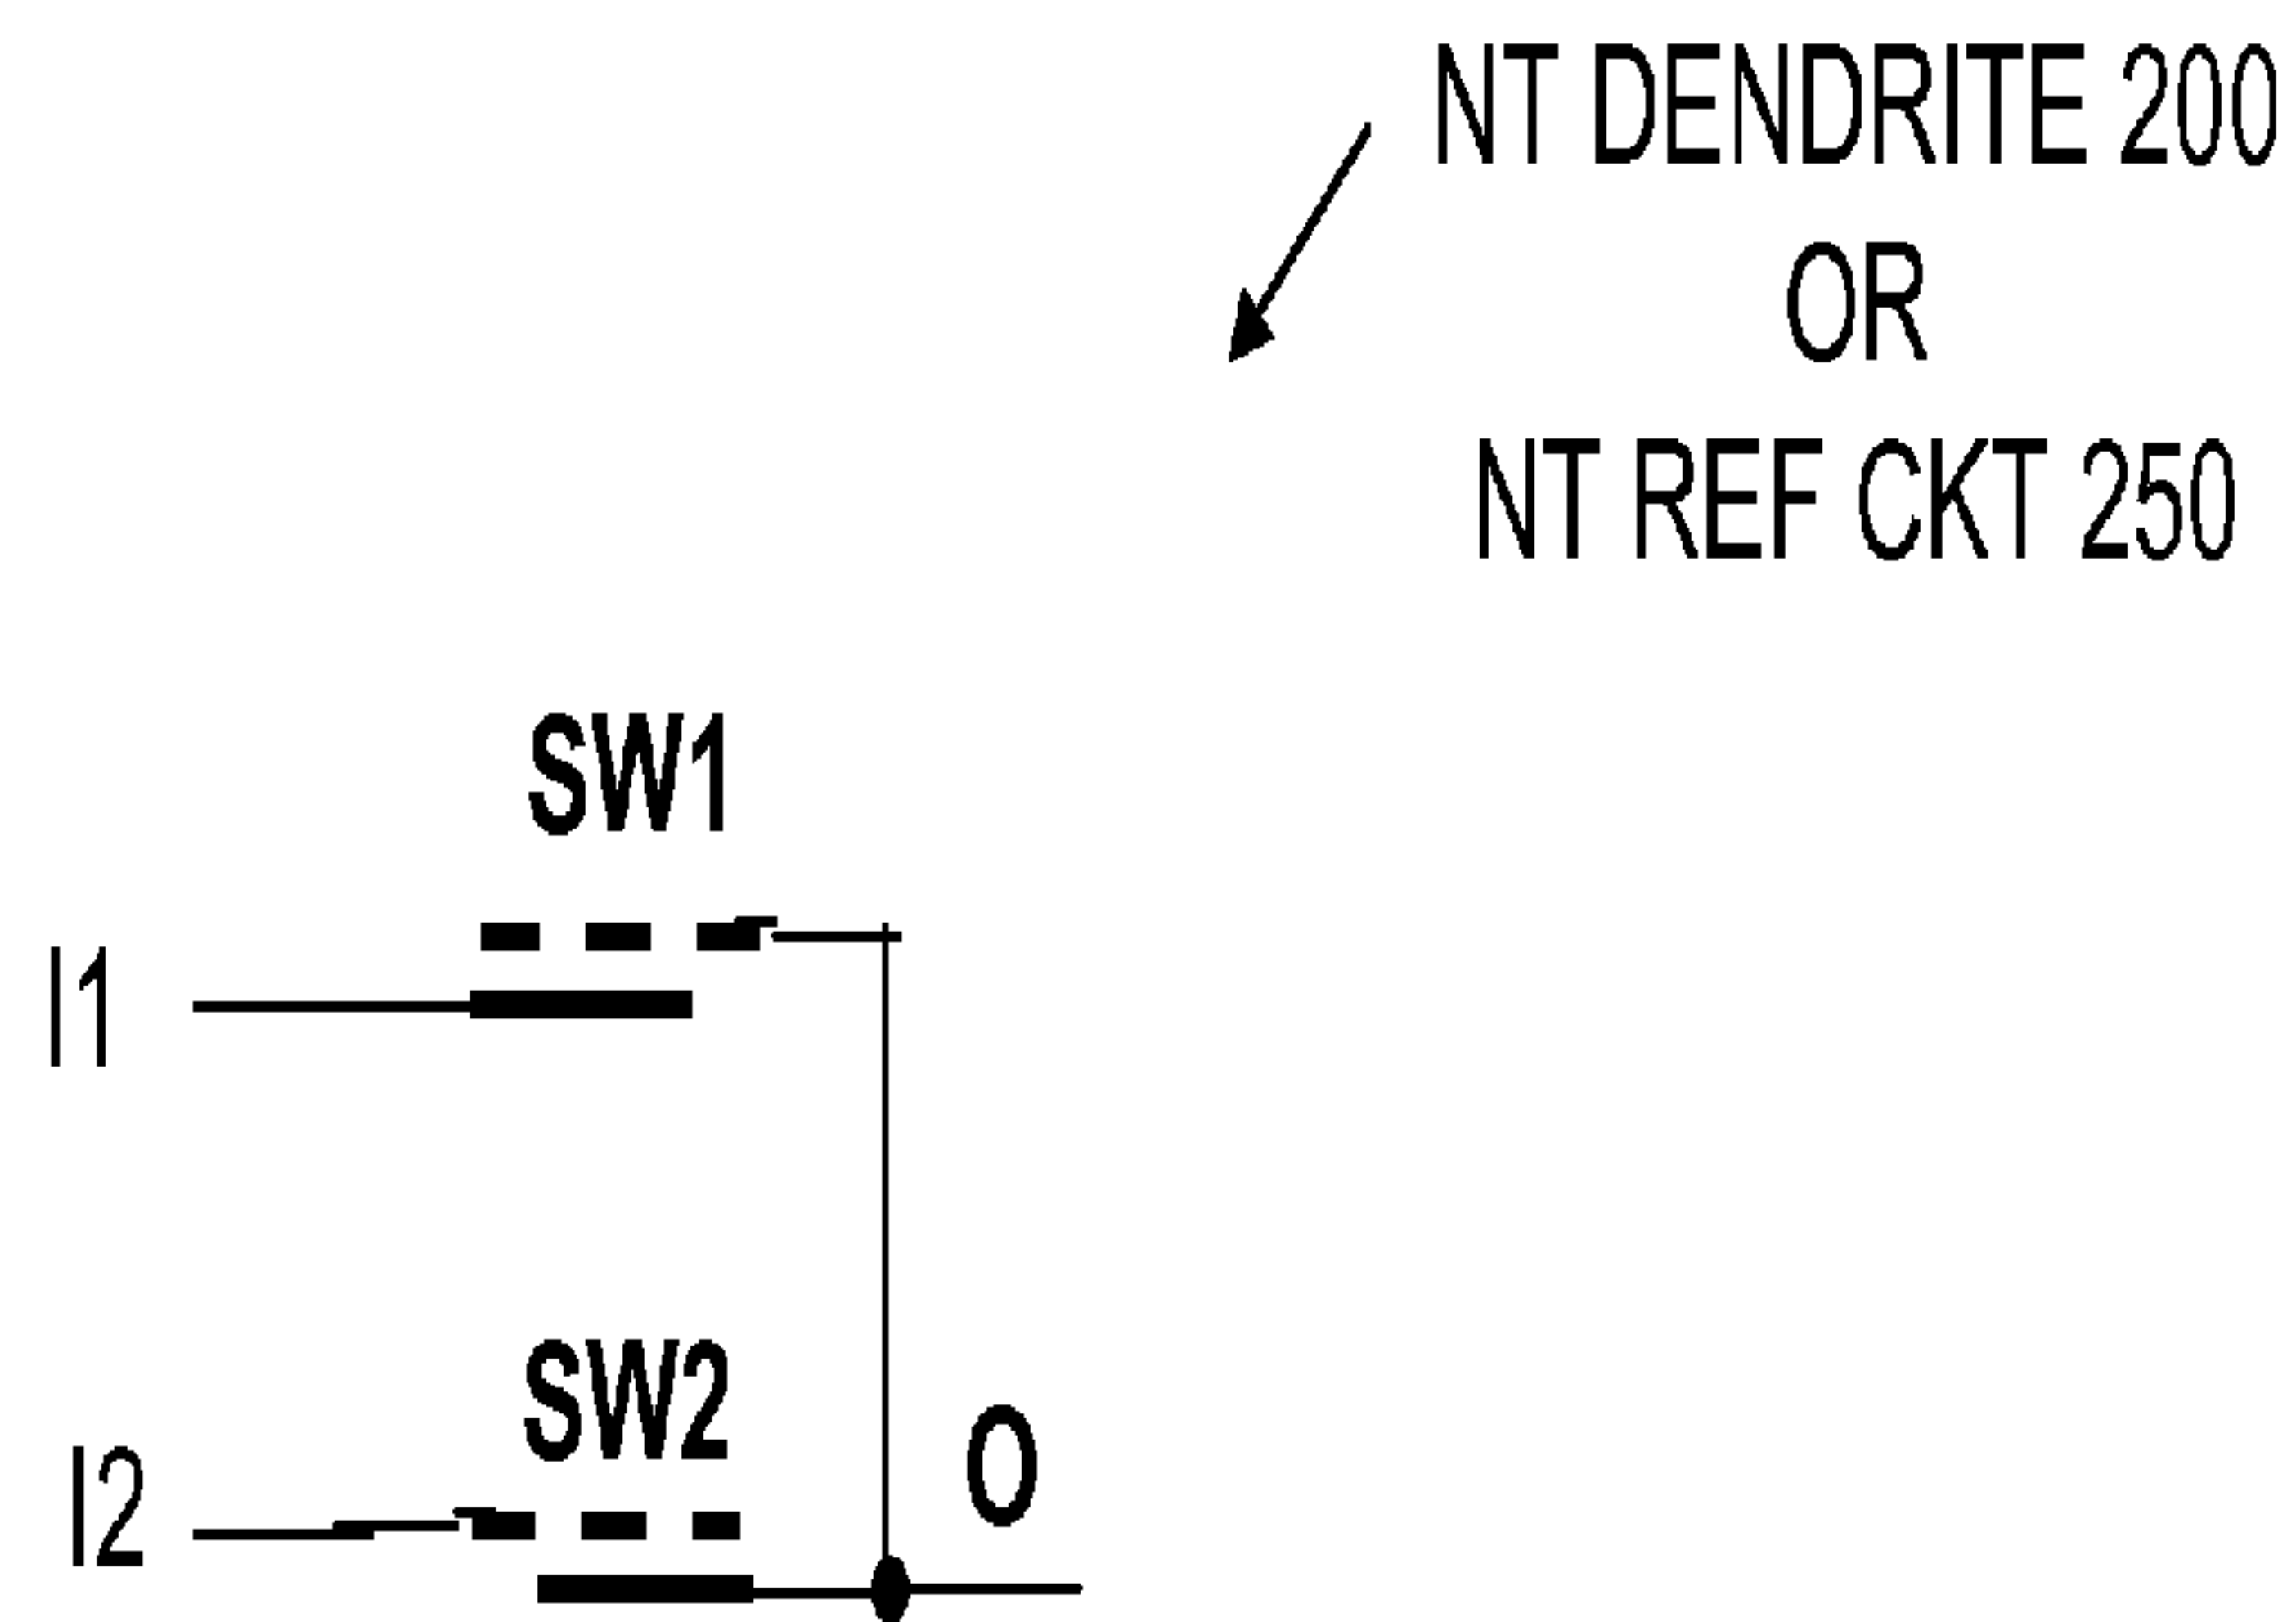 NT DENDRITE 200
OR
NT REF CKT 250
SW1
I1
SW2
I2
O